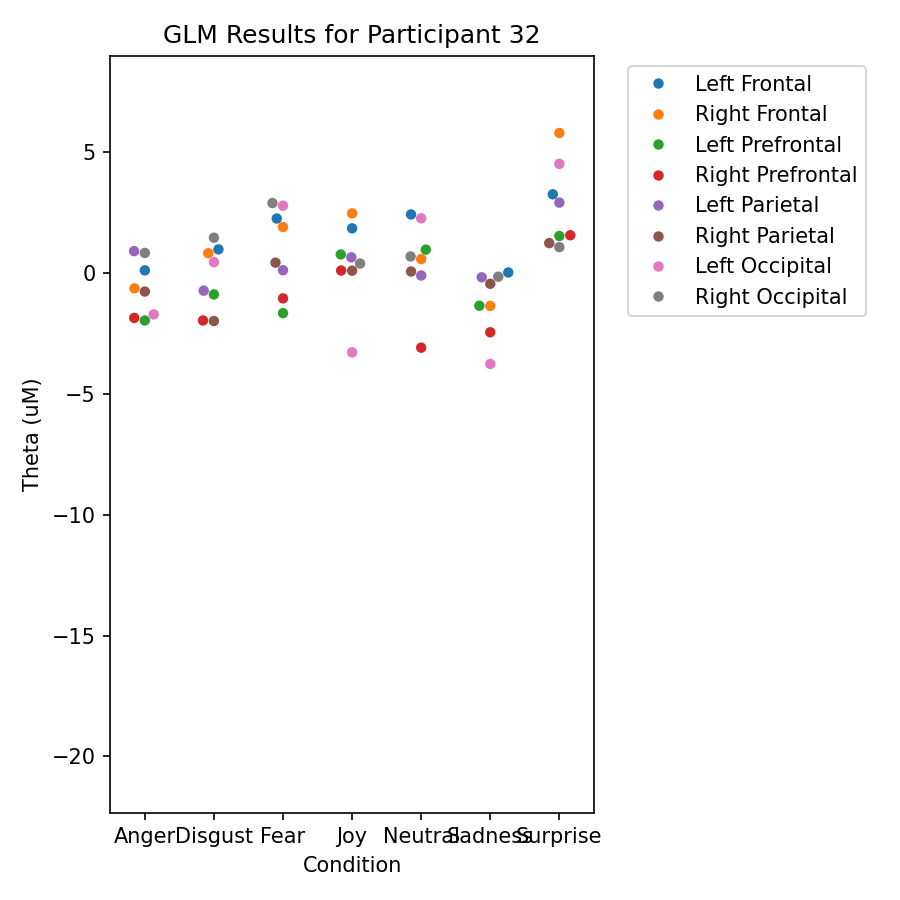 GLM Results for Participant 32
Left Frontal
Right Frontal
Left Prefrontal
Right Prefrontal
Left Parietal
Right Parietal
Left Occipital
Right Occipital
Theta (uM)
5
0
−5
−10
−15
−20
Anger Disgust Fear Joy Neutral Sadness Surprise
Condition